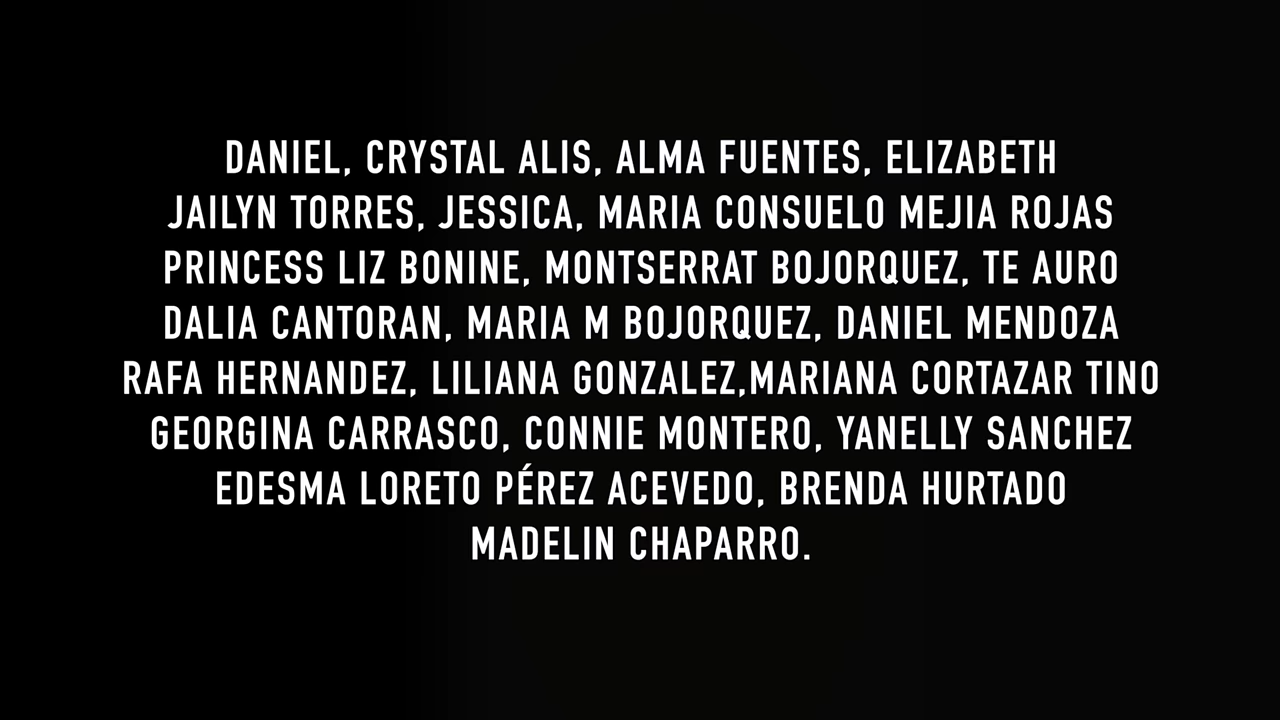 DANIEL, CRYSTAL ALIS, ALMA FUENTES, ELIZABETH
JAILYN TORRES, JESSICA, MARIA CONSUELO MEJIA ROJAS
PRINCESS LIZ BONINE, MONTSERRAT BOJORQUEZ, TE AURO
DALIA CANTORAN, MARIA M BOJORQUEZ, DANIEL MENDOZA
RAFA HERNANDEZ, LILIANA GONZALEZ,MARIANA CORTAZAR TINO
GEORGINA CARRASCO, CONNIE MONTERO, YANELLY SANCHEZ
EDESMA LORETO PÉREZ ACEVEDO, BRENDA HURTADO
MADELIN CHAPARRO.